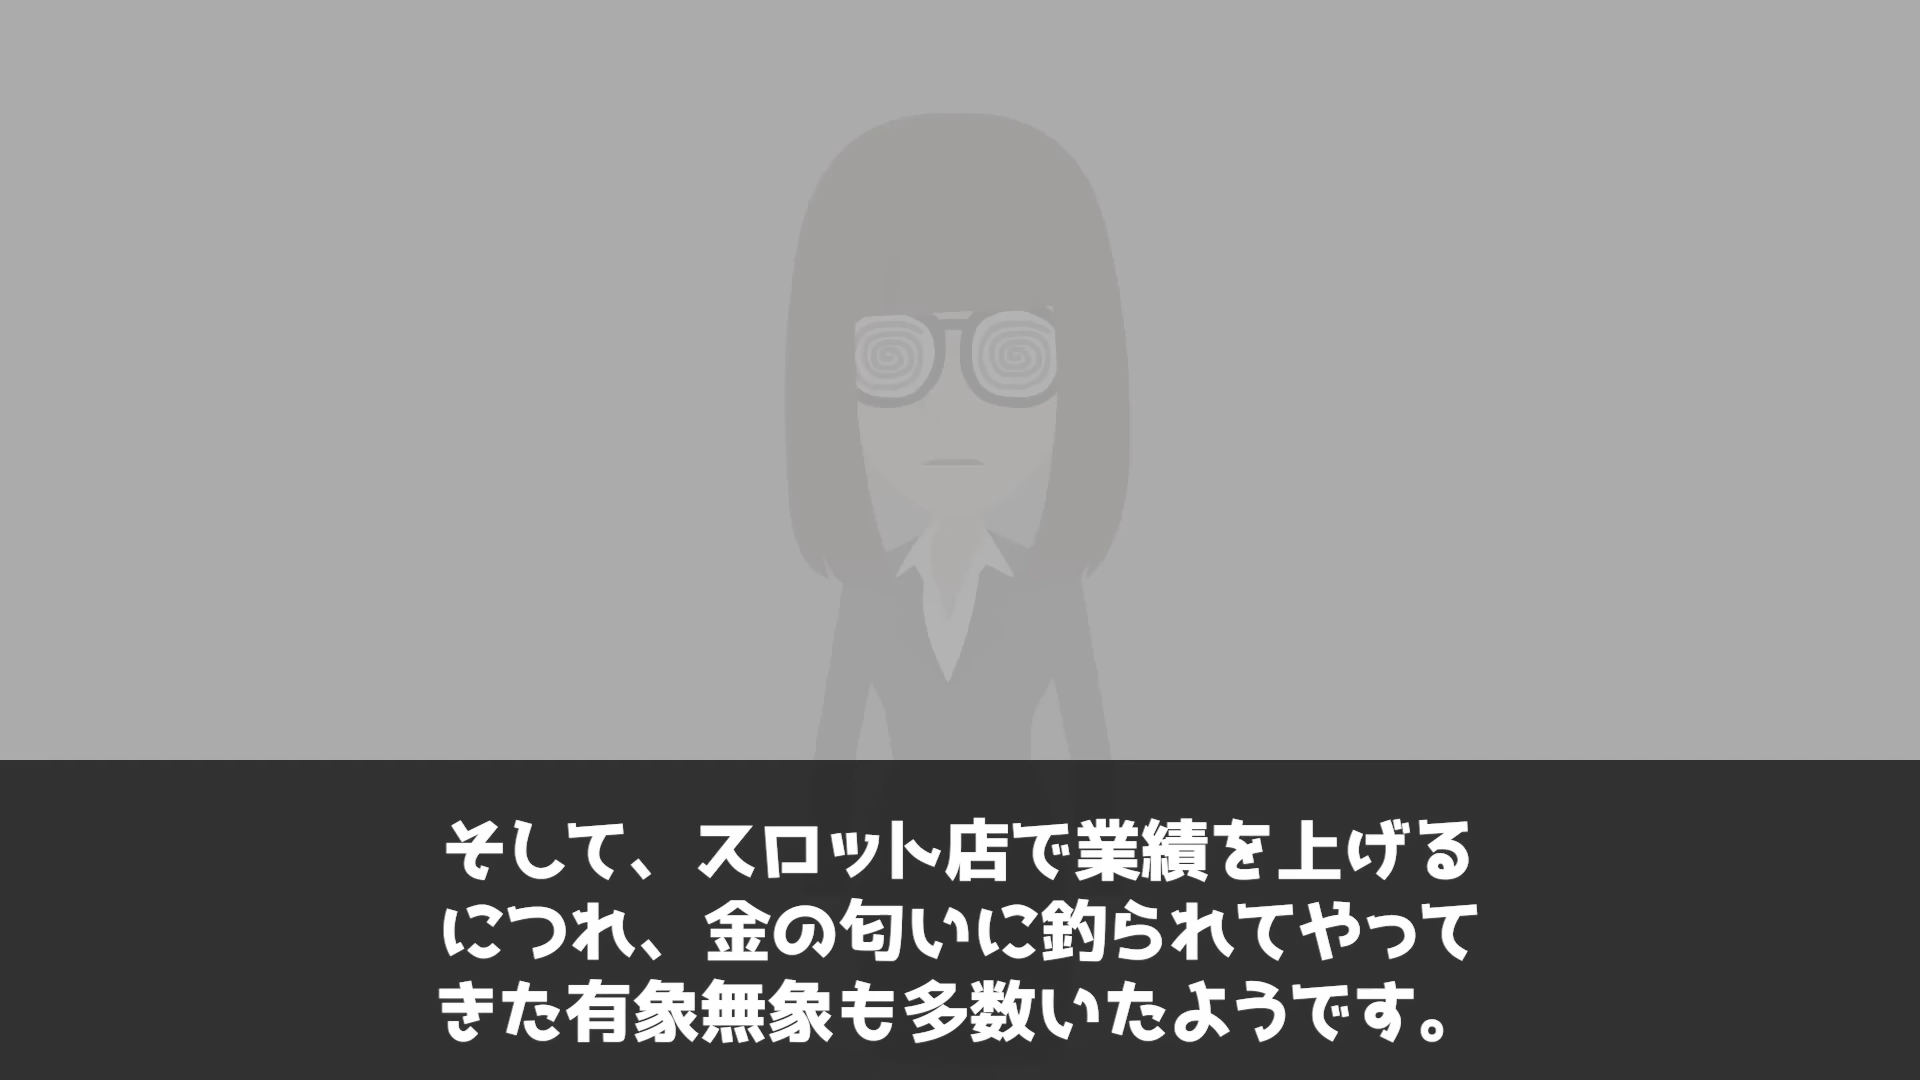 そして、スロット店で業績を上げる
につれ、金の匂いに釣られてやって
きた有象無象も多数いたようです。